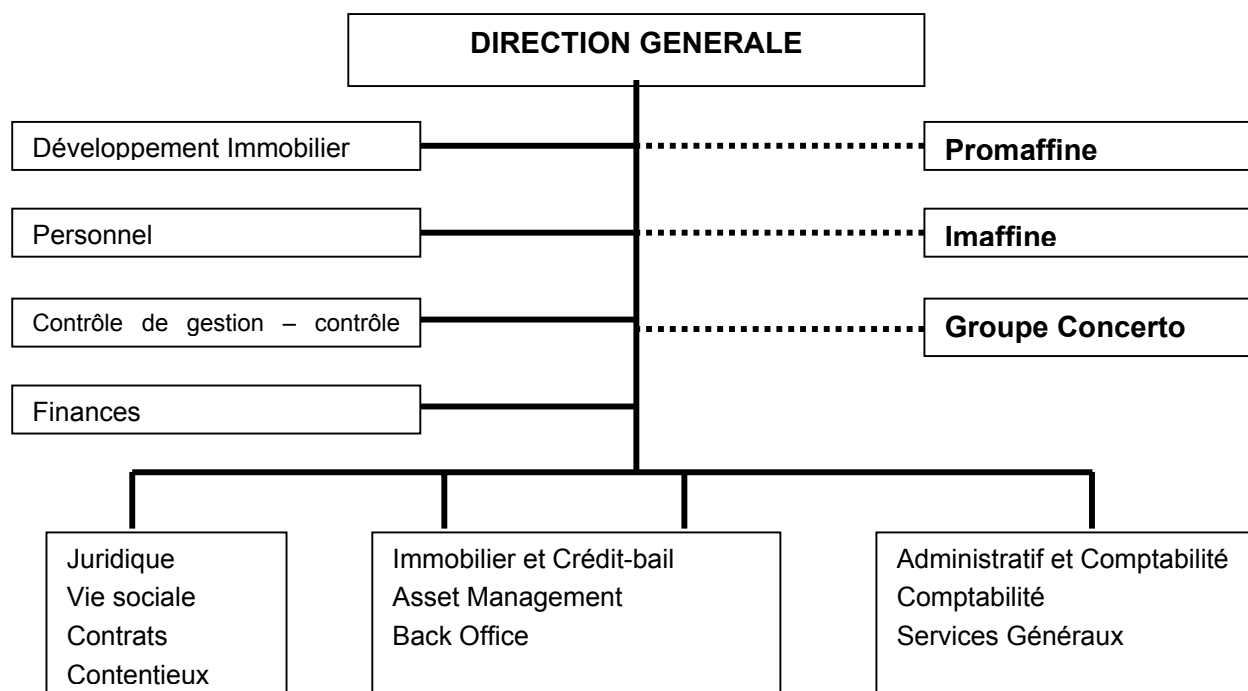 DIRECTION GENERALE
Développement Immobilier
Promaffine
Personnel
Imaffine
Contrôle de gestion – contrôle
Groupe Concerto
Finances
Juridique
Vie sociale
Contrats
Contentieux
Immobilier et Crédit-bail
Asset Management
Back Office
Administratif et Comptabilité
Comptabilité
Services Généraux